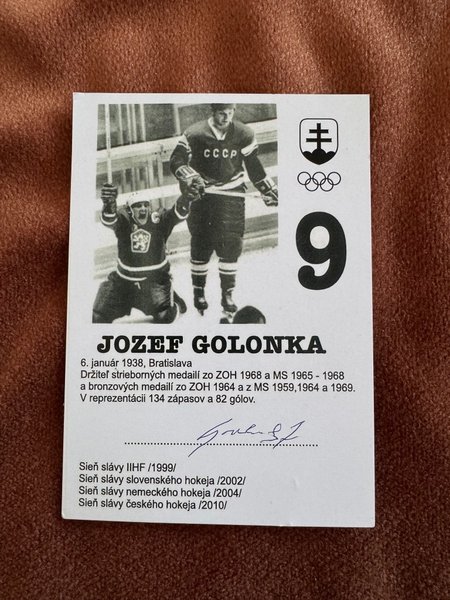 CCCP
9
JOZEF GOLONKA
6. január 1938, Bratislava
Držiteľ strieborných medailí zo ZOH 1968 a MS 1965 - 1968
a bronzových medailí zo ZOH 1964 a z MS 1959,1964 a 1969.
V reprezentácii 134 zápasov a 82 gólov.
Sieň slávy IIHF /1999/
Sieň slávy slovenského hokeja /2002/
Sieň slávy nemeckého hokeja /2004/
Sieň slávy českého hokeja /2010/